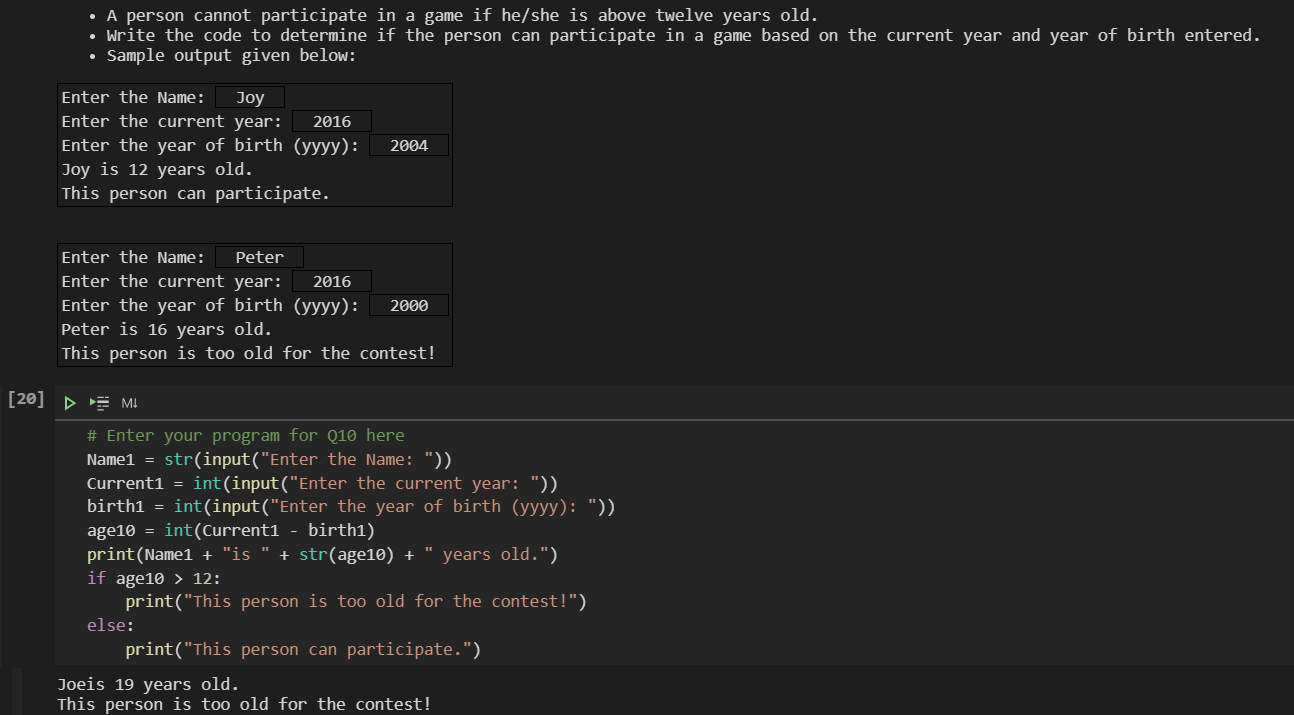 • A person cannot participate in a game if he/she is above twelve years old.
• Write the code to determine if the person can participate in a game based on the current year and year of birth entered.
• Sample output given below:
Enter the Name: Joy
Enter the current year: 2016
Enter the year of birth (yyyy): 2004
Joy is 12 years old.
This person can participate.
Enter the Name: Peter
Enter the current year: 2016
Enter the year of birth (yyyy): 2000
Peter is 16 years old.
This person is too old for the contest!
[20] M↓
# Enter your program for Q10 here
Name1 = str(input("Enter the Name: "))
Current1 = int(input("Enter the current year: "))
birth1 = int(input("Enter the year of birth (yyyy): "))
age10 = int(Current1 - birth1)
print(Name1 + "is " + str(age10) + " years old.")
if age10 > 12:
    print("This person is too old for the contest!")
else:
    print("This person can participate.")
Joeis 19 years old.
This person is too old for the contest!